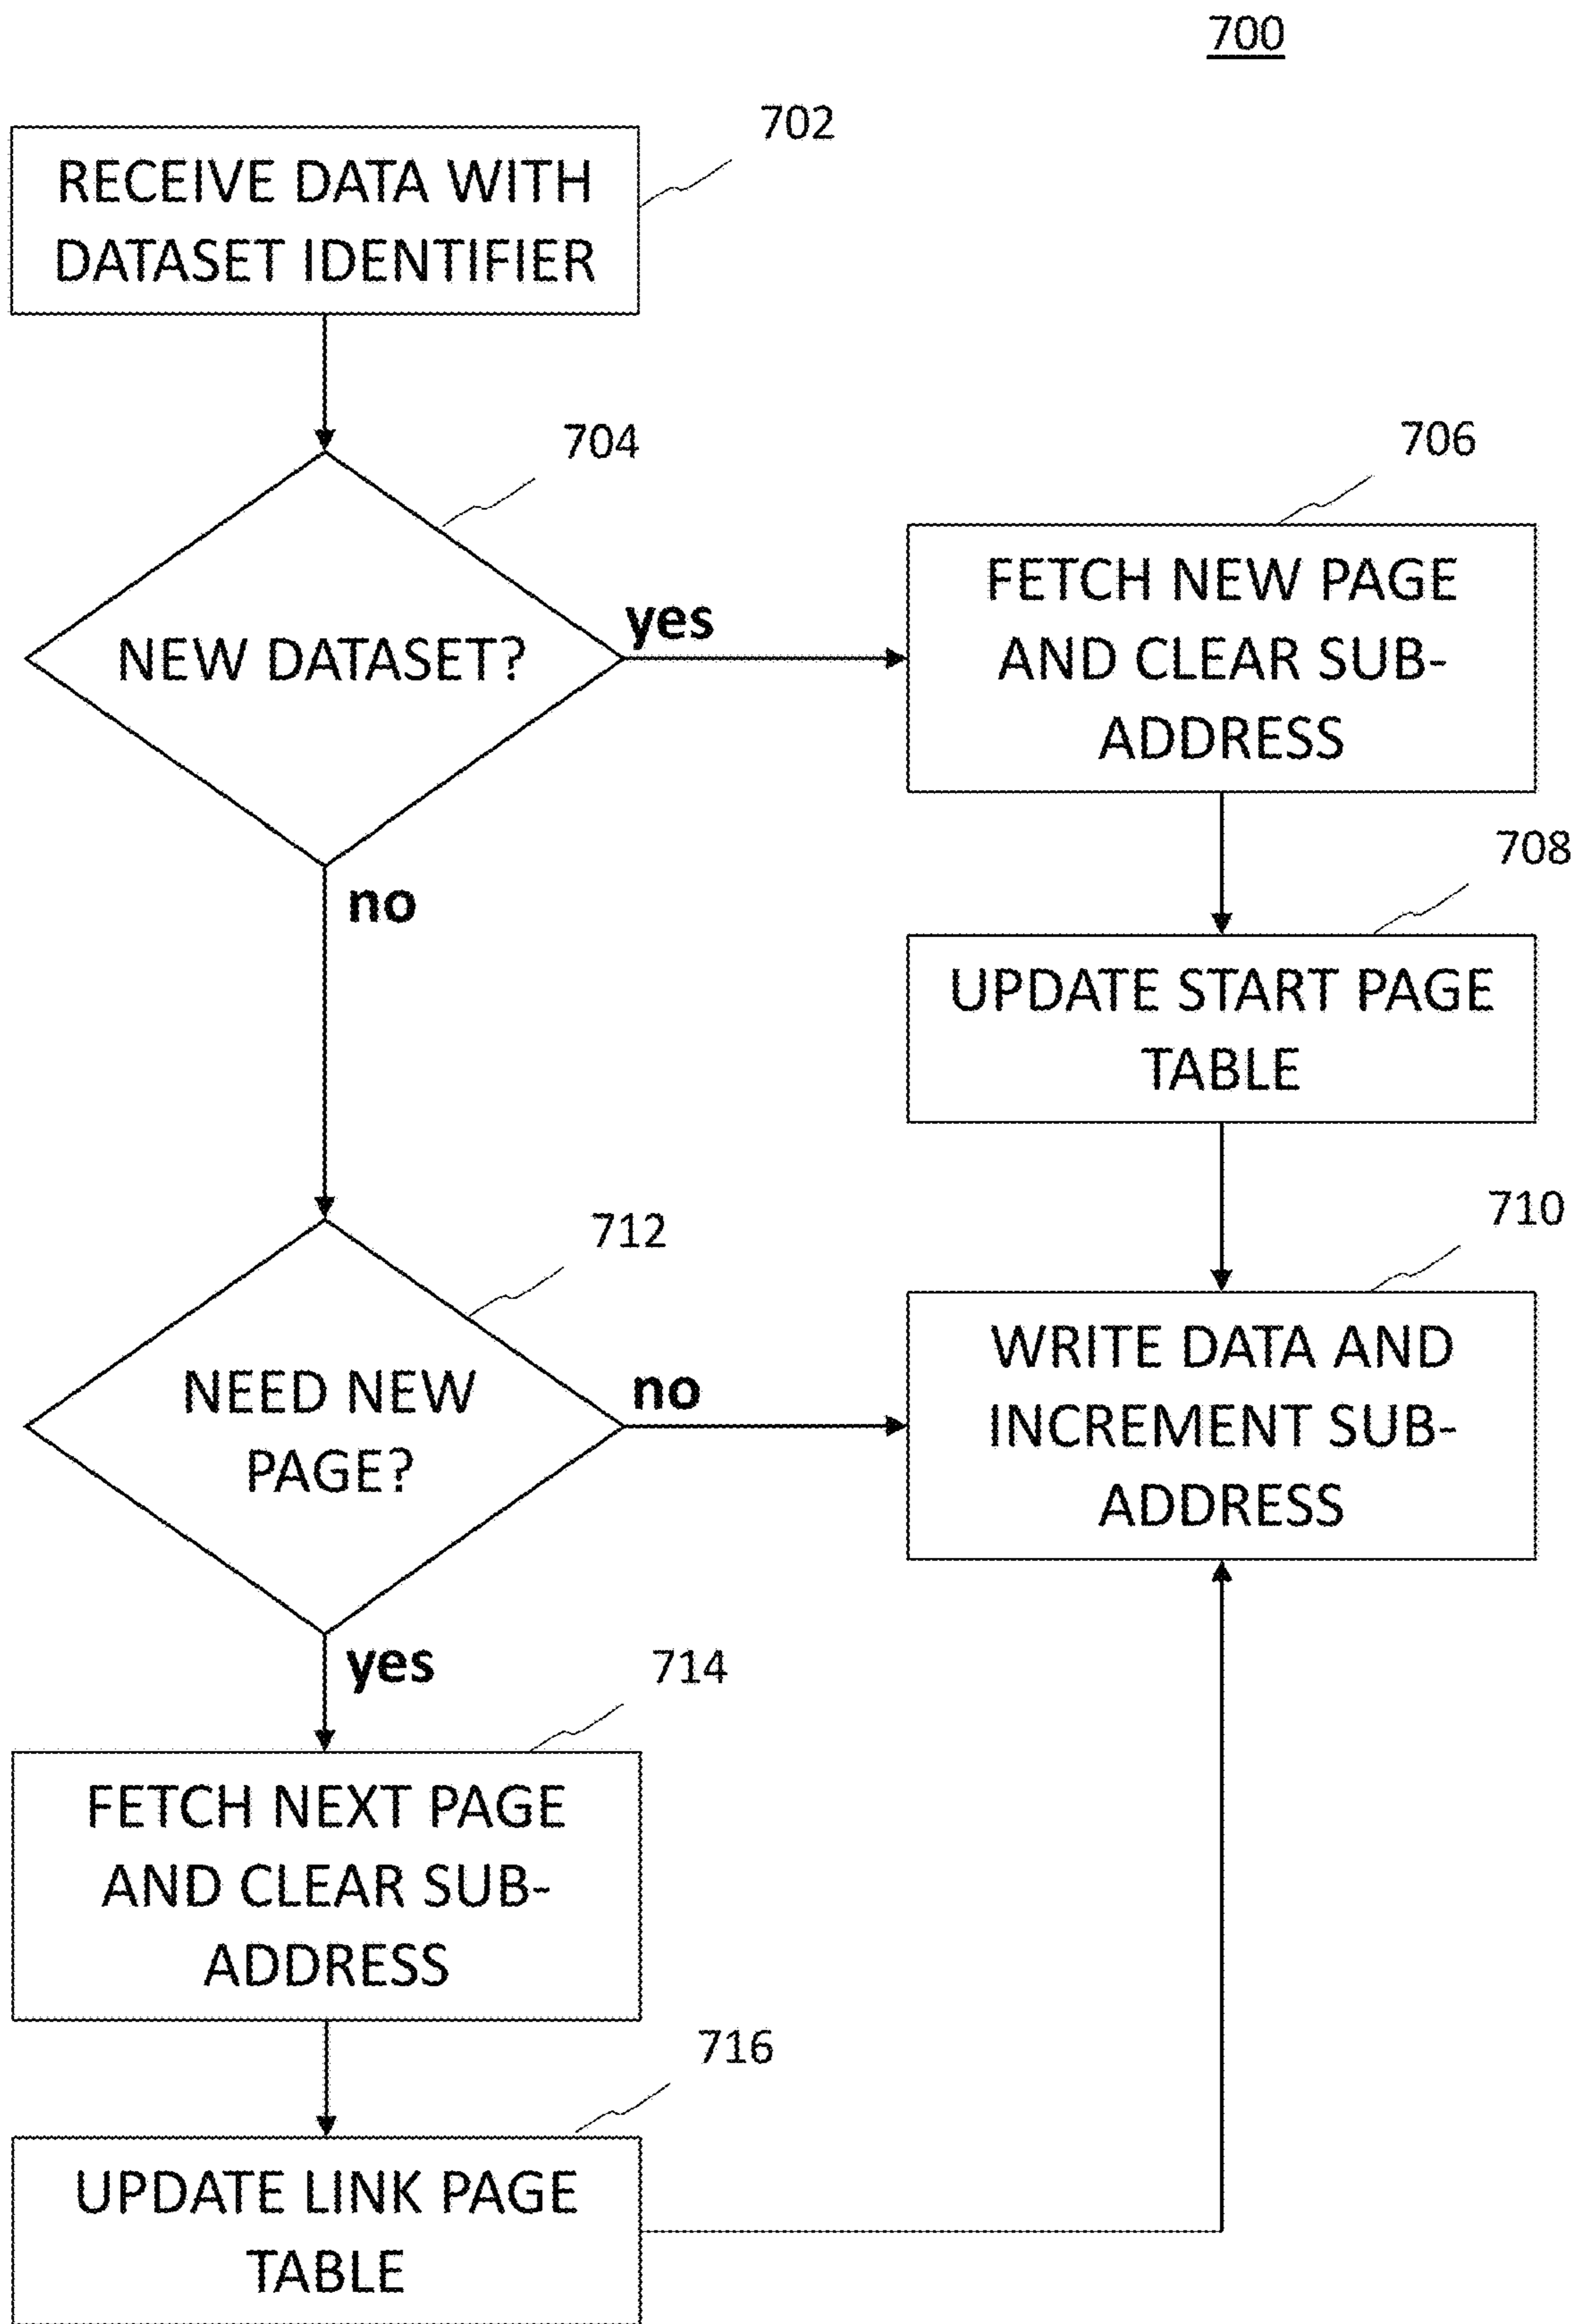 700
702
RECEIVE DATA WITH
DATASET IDENTIFIER
704
NEW DATASET?
yes
no
706
FETCH NEW PAGE
AND CLEAR SUB-
ADDRESS
708
UPDATE START PAGE
TABLE
710
WRITE DATA AND
INCREMENT SUB-
ADDRESS
712
NEED NEW
PAGE?
no
yes
714
FETCH NEXT PAGE
AND CLEAR SUB-
ADDRESS
716
UPDATE LINK PAGE
TABLE